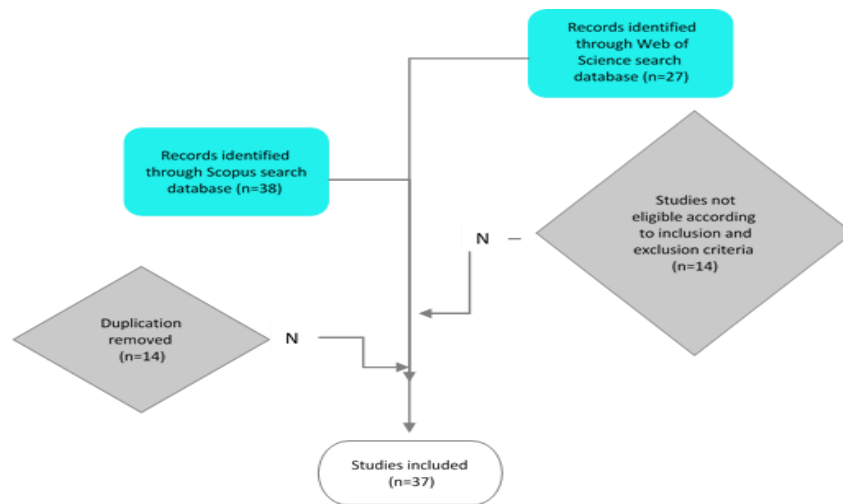 Records identified
through Web of
Science search
database (n=27)
Records identified
through Scopus search
database (n=38)
Studies not
eligible according
to inclusion and
exclusion criteria
(n=14)
N
Duplication
removed
(n=14)
N
Studies included
(n=37)